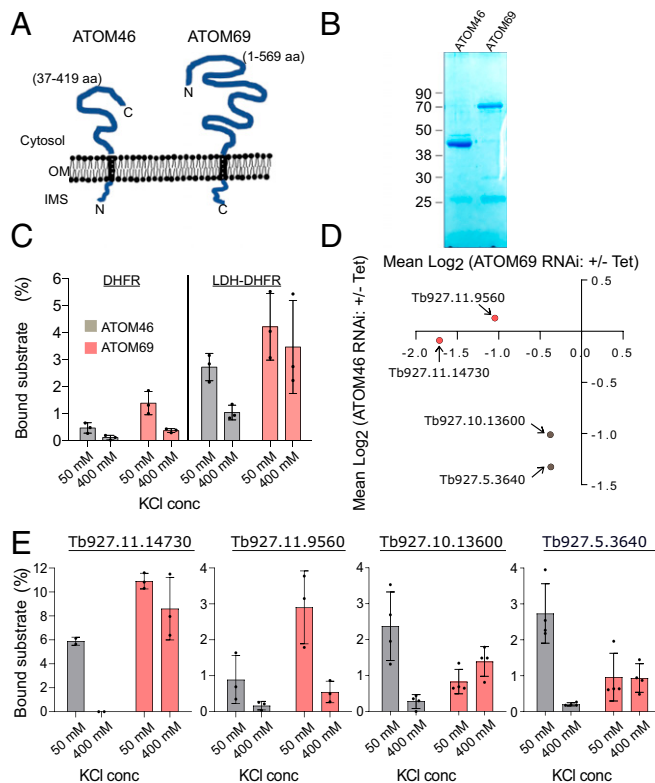 A
ATOM46
ATOM69
(1-569 aa)
(37-419 aa)
N
C
Cytosol
OM
IMS
N
C
B
ATOM46
ATOM69
90
70
50
38
30
25
C
Bound substrate (%)
6
5
4
3
2
1
0
DHFR
LDH-DHFR
ATOM46
ATOM69
50 mM
400 mM
50 mM
400 mM
50 mM
400 mM
50 mM
400 mM
KCl conc
D
Mean Log2 (ATOM69 RNAi: +/- Tet)
Mean Log2 (ATOM46 RNAi: +/- Tet)
0.5
Tb927.11.9560
-2.0
-1.5
-1.0
-0.5
0.0
Tb927.11.14730
-0.5
Tb927.10.13600
-1.0
Tb927.5.3640
-1.5
E
Tb927.11.14730
Tb927.11.9560
Tb927.10.13600
Tb927.5.3640
Bound substrate (%)
12
10
8
6
4
2
0
50 mM
400 mM
50 mM
400 mM
KCl conc
4
3
2
1
0
50 mM
400 mM
50 mM
400 mM
KCl conc
4
3
2
1
0
50 mM
400 mM
50 mM
400 mM
KCl conc
4
3
2
1
0
50 mM
400 mM
50 mM
400 mM
KCl conc